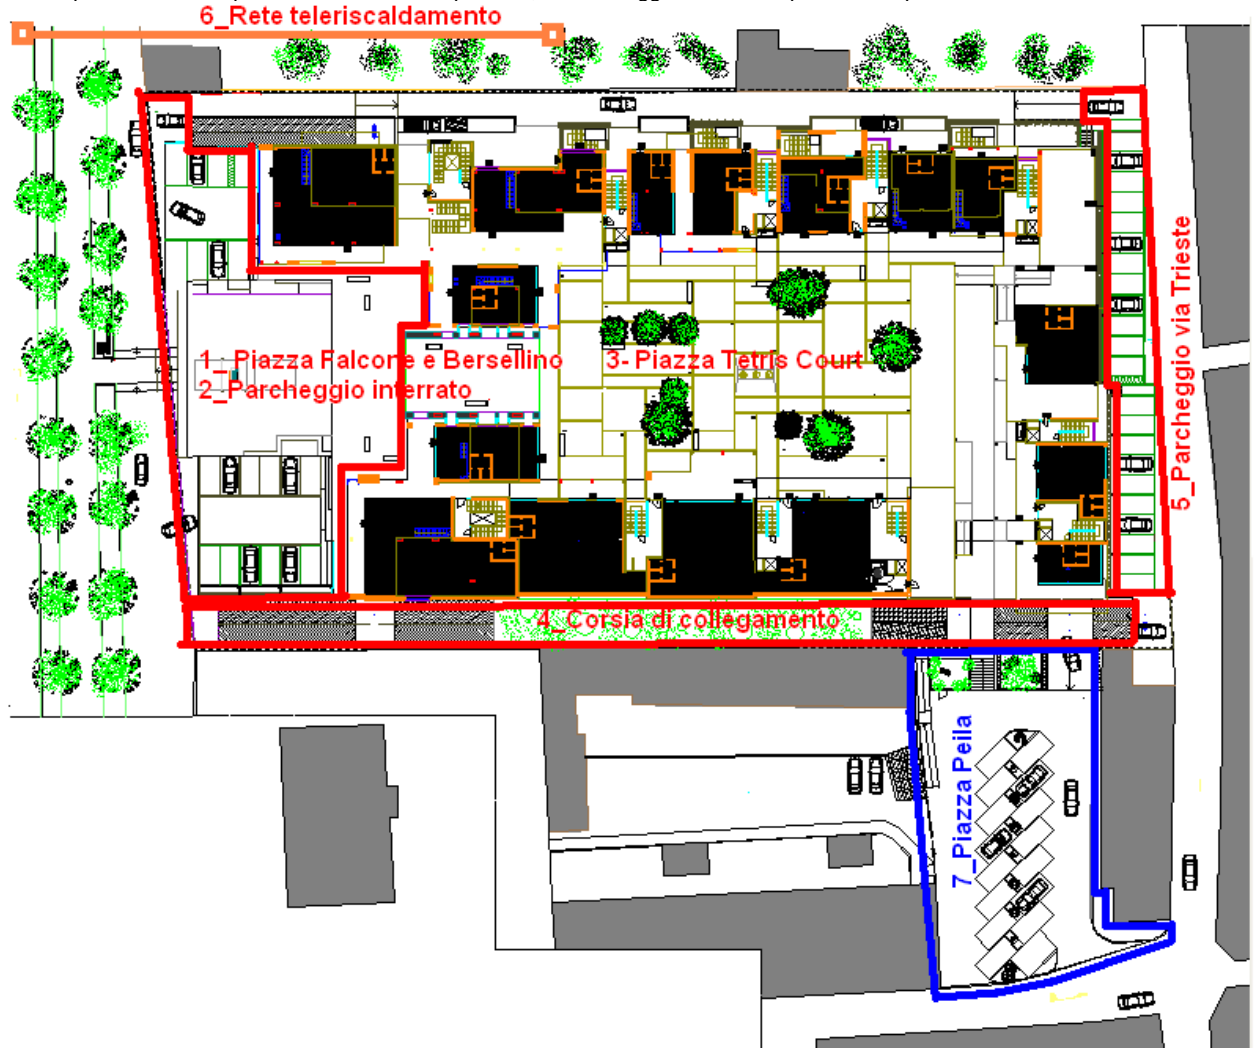 6_Rete teleriscaldamento
1_ Piazza Falcone e Bersellino
2_Parcheggio interrato
3- Piazza Tetris Court
4_Corsia di collegamento
5_Parcheggio via Trieste
7_Piazza Peila